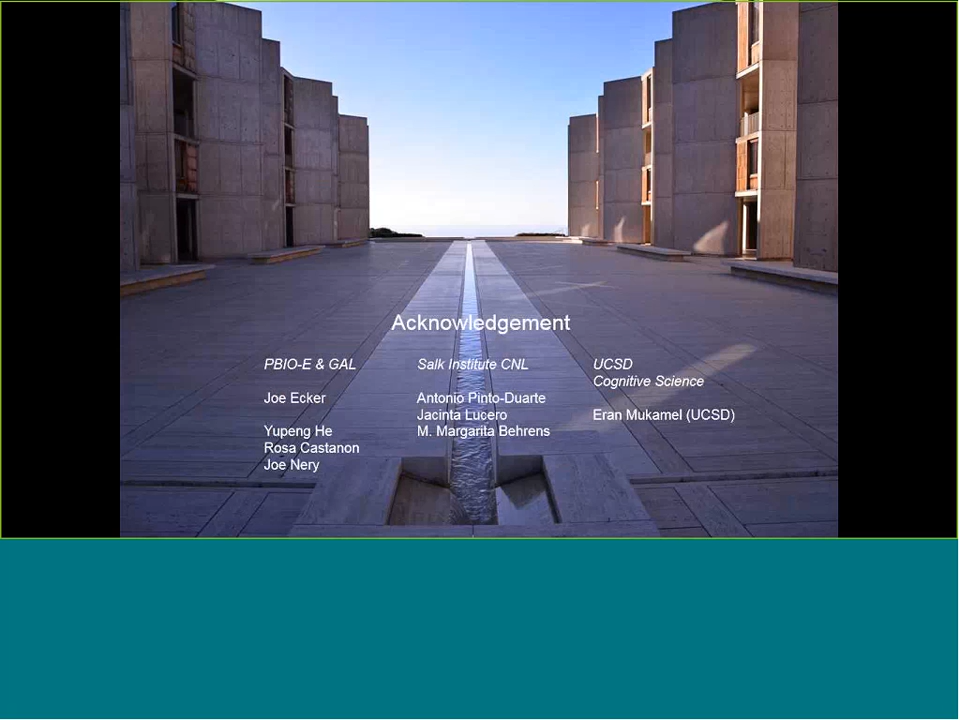 Acknowledgement
PBIO-E & GAL
Joe Ecker
Yupeng He
Rosa Castanon
Joe Nery
Salk Institute CNL
Antonio Pinto-Duarte
Jacinta Lucero
M. Margarita Behrens
UCSD
Cognitive Science
Eran Mukamel (UCSD)